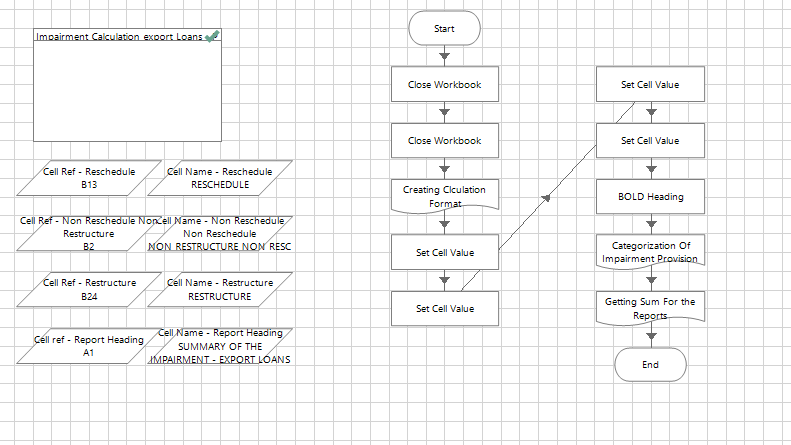 Impairment Calculation export Loans
Cell Ref - Reschedule
B13
Cell Name - Reschedule
RESCHEDULE
Cell Ref - Non Reschedule Non
Restructure
B2
Cell Name - Non Reschedule
Non Reschedule
NON RESTRUCTURE NON RESC
Cell Ref - Restructure
B24
Cell Name - Restructure
RESTRUCTURE
Cell ref - Report Heading
A1
Cell Name - Report Heading
SUMMARY OF THE
IMPAIRMENT - EXPORT LOANS
Start
Close Workbook
Close Workbook
Creating Clculation
Format
Set Cell Value
Set Cell Value
Set Cell Value
Set Cell Value
BOLD Heading
Categorization Of
Impairment Provision
Getting Sum For the
Reports
End